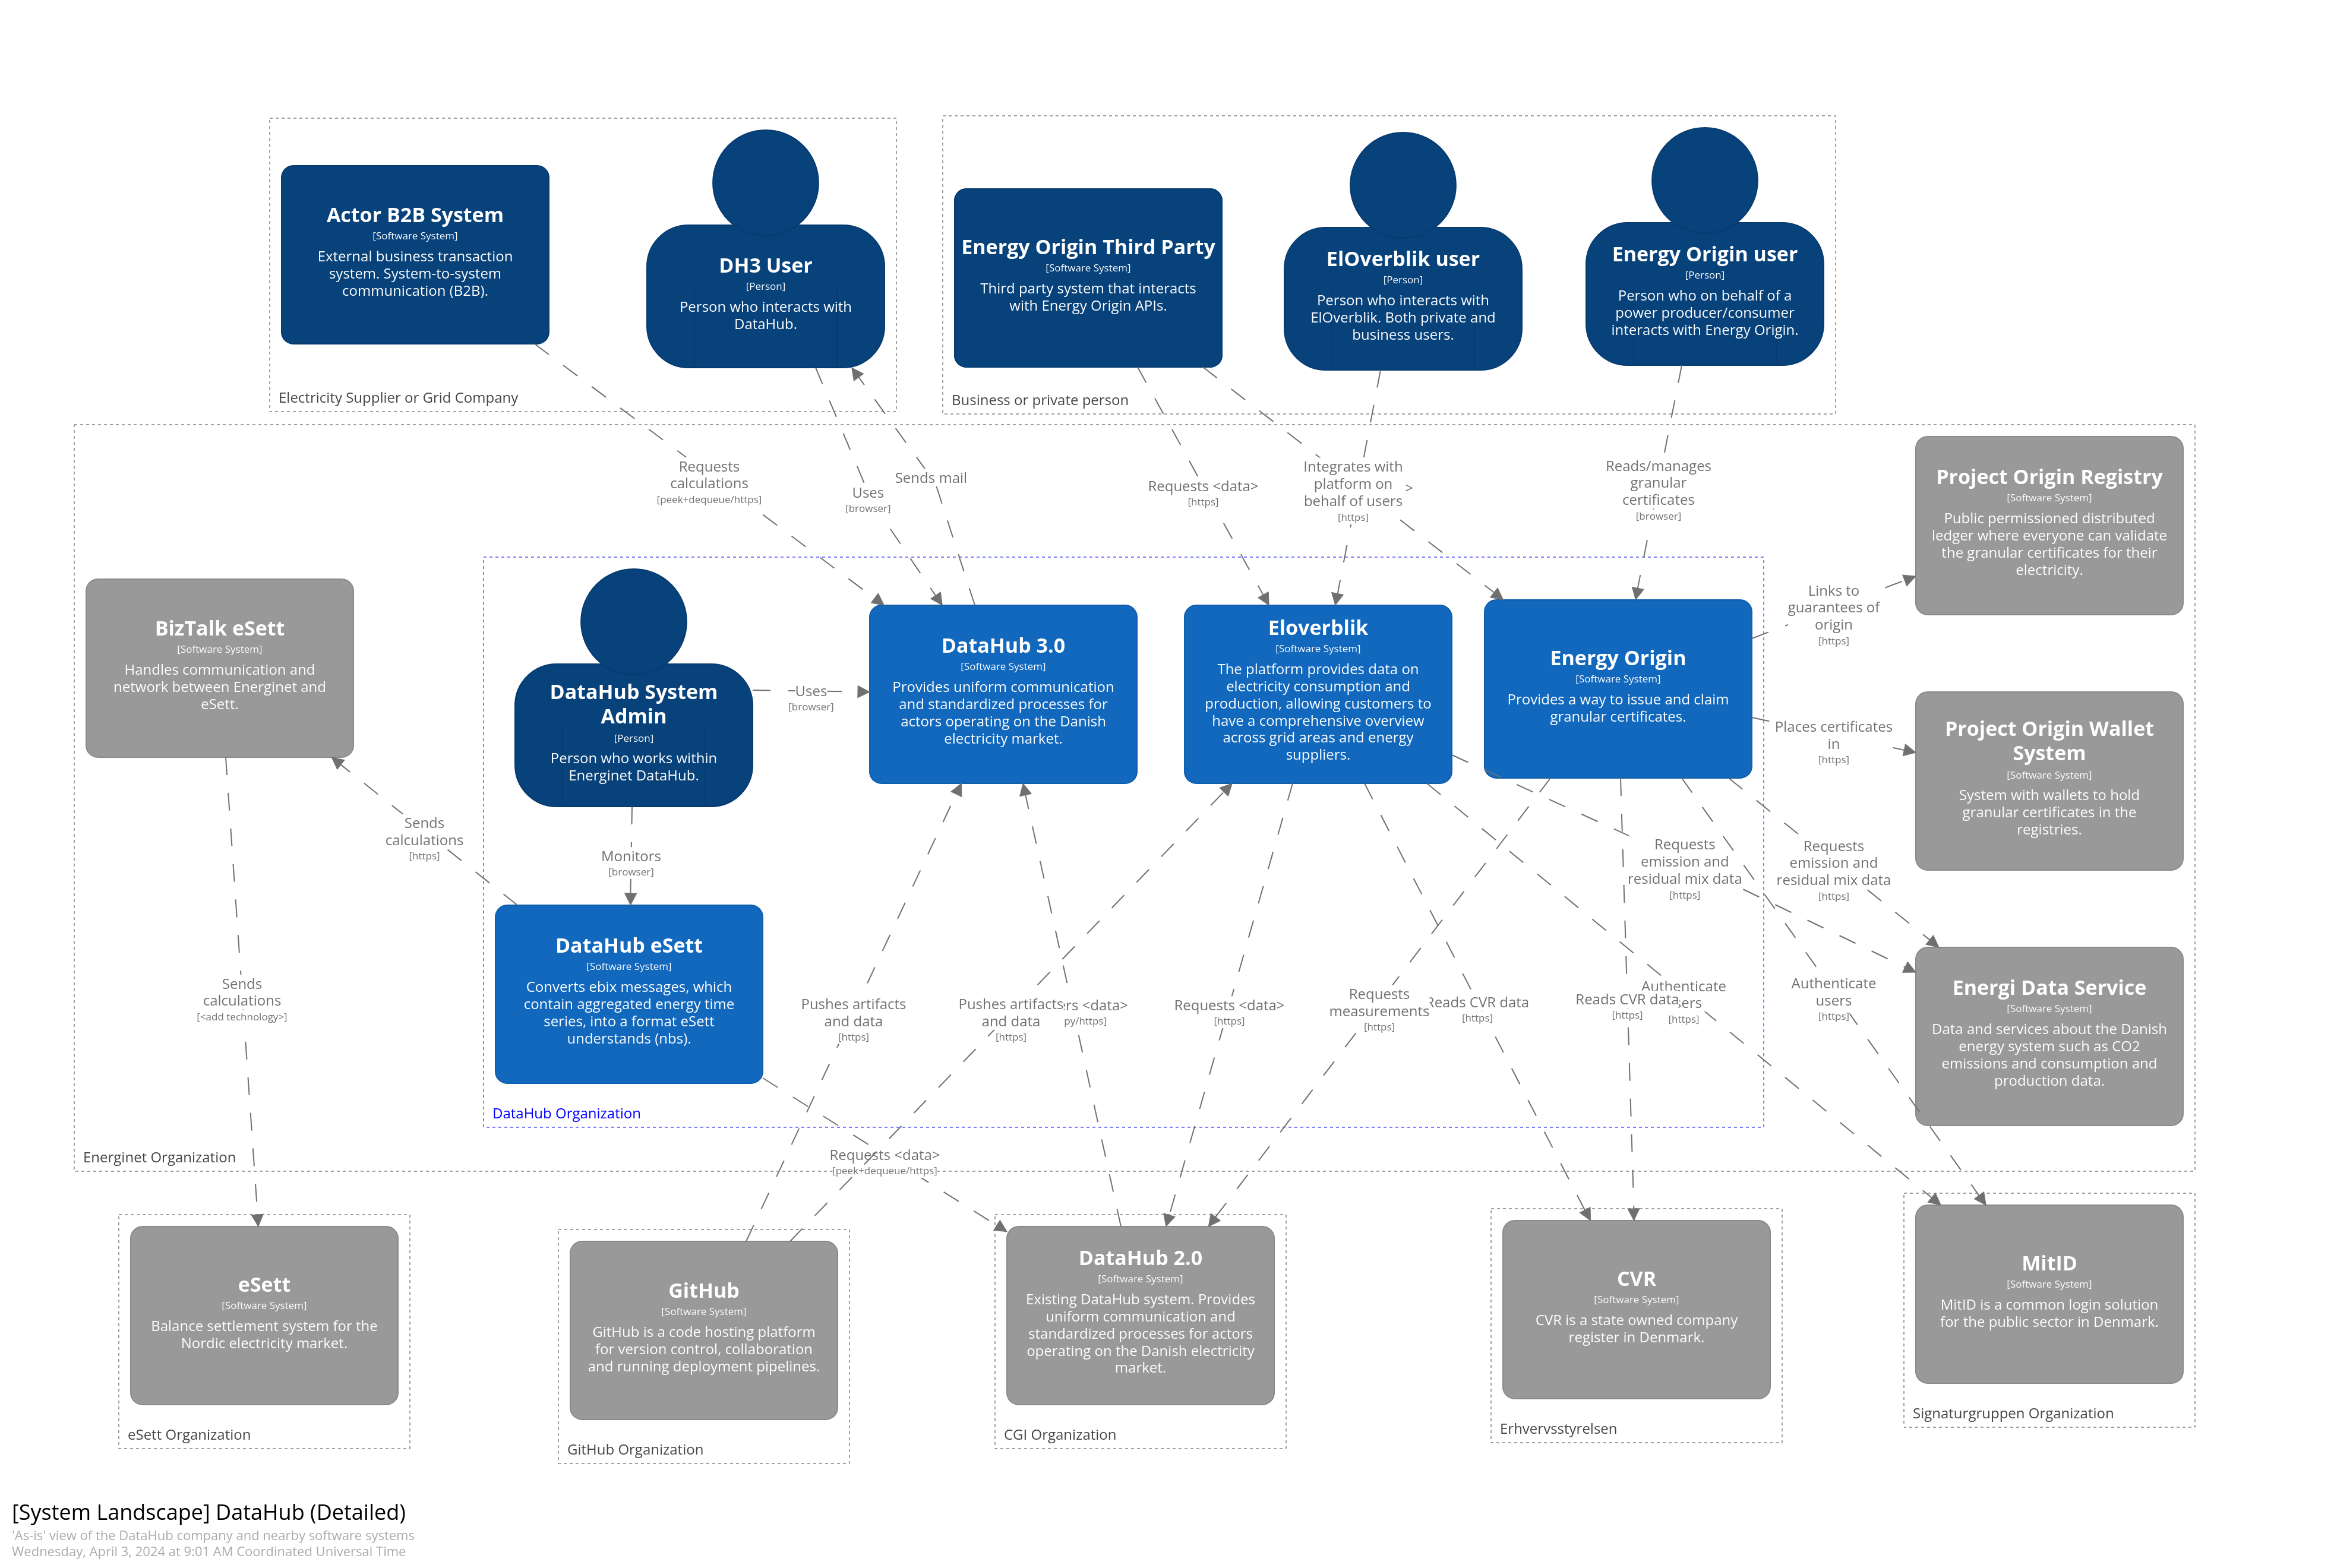 Actor B2B System
[Software System]
External business transaction
system. System-to-system
communication (B2B).
DH3 User
[Person]
Person who interacts with
DataHub.
Electricity Supplier or Grid Company
Energy Origin Third Party
[Software System]
Third party system that interacts
with Energy Origin APIs.
ElOverblik user
[Person]
Person who interacts with
ElOverblik. Both private and
business users.
Energy Origin user
[Person]
Person who on behalf of a
power producer/consumer
interacts with Energy Origin.
Business or private person
Requests
calculations
[peek+dequeue/https]
Uses
[browser]
Sends mail
Requests <data>
[https]
Integrates with
platform on
behalf of users
[https]
>
Reads/manages
granular
certificates
[browser]
Project Origin Registry
[Software System]
Public permissioned distributed
ledger where everyone can validate
the granular certificates for their
electricity.
BizTalk eSett
[Software System]
Handles communication and
network between Energinet and
eSett.
DataHub System
Admin
[Person]
Person who works within
Energinet DataHub.
Uses
[browser]
DataHub 3.0
[Software System]
Provides uniform communication
and standardized processes for
actors operating on the Danish
electricity market.
Eloverblik
[Software System]
The platform provides data on
electricity consumption and
production, allowing customers to
have a comprehensive overview
across grid areas and energy
suppliers.
Energy Origin
[Software System]
Provides a way to issue and claim
granular certificates.
Links to
guarantees of
origin
[https]
Places certificates
in
[https]
Project Origin Wallet
System
[Software System]
System with wallets to hold
granular certificates in the
registries.
Sends
calculations
[https]
Monitors
[browser]
Requests
emission and
residual mix data
[https]
Requests
emission and
residual mix data
[https]
DataHub eSett
[Software System]
Converts ebix messages, which
contain aggregated energy time
series, into a format eSett
understands (nbs).
Energi Data Service
[Software System]
Data and services about the Danish
energy system such as CO2
emissions and consumption and
production data.
Sends
calculations
[<add technology>]
Pushes artifacts
and data
[https]
Pushes artifacts
and data
[https]
rs <data>
py/https]
Requests <data>
[https]
Requests
measurements
[https]
Reads CVR data
[https]
Reads CVR data
[https]
Authenticate
ers
[https]
Authenticate
users
[https]
DataHub Organization
Requests <data>
[peek+dequeue/https]
Energinet Organization
eSett
[Software System]
Balance settlement system for the
Nordic electricity market.
eSett Organization
GitHub
[Software System]
GitHub is a code hosting platform
for version control, collaboration
and running deployment pipelines.
GitHub Organization
DataHub 2.0
[Software System]
Existing DataHub system. Provides
uniform communication and
standardized processes for actors
operating on the Danish electricity
market.
CGI Organization
CVR
[Software System]
CVR is a state owned company
register in Denmark.
Erhvervsstyrelsen
MitID
[Software System]
MitID is a common login solution
for the public sector in Denmark.
Signaturgruppen Organization
[System Landscape] DataHub (Detailed)
'As-is' view of the DataHub company and nearby software systems
Wednesday, April 3, 2024 at 9:01 AM Coordinated Universal Time